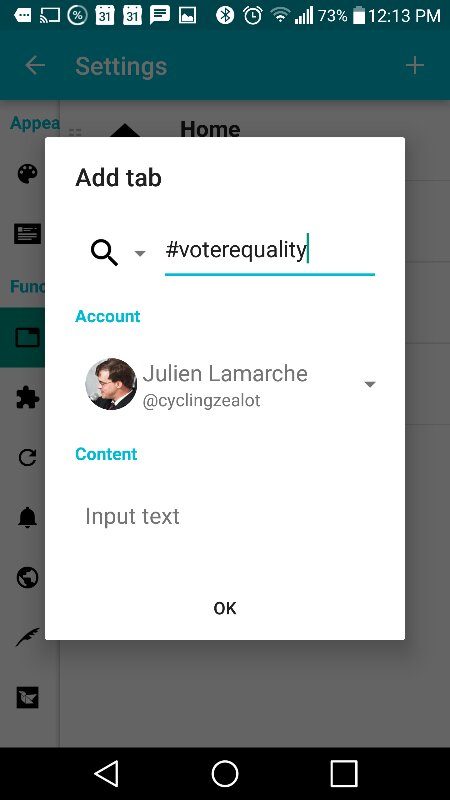 31 31 73% 12:13 PM
Settings
Appea
Home
Add tab
#voterequality
Func
Account
Julien Lamarche
@cyclingzealot
Content
Input text
OK